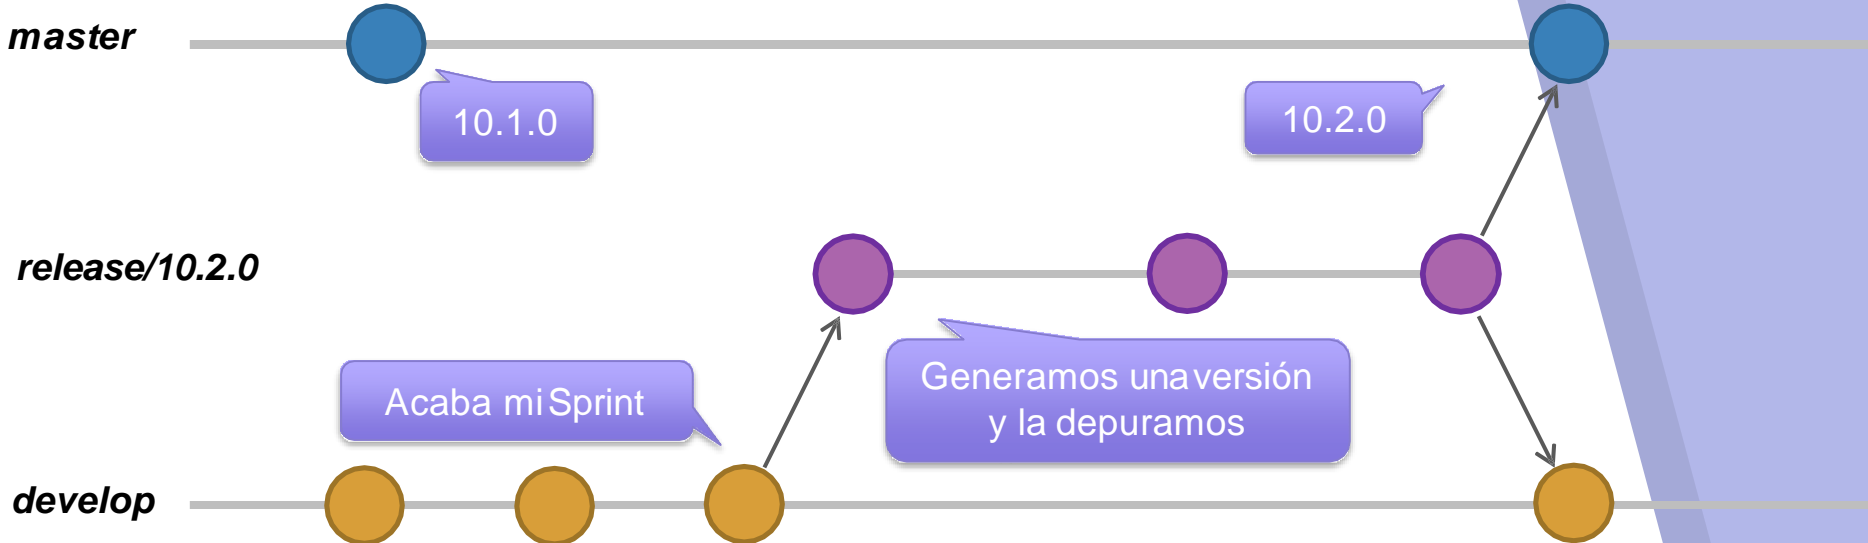 master
10.1.0
10.2.0
release/10.2.0
Acaba mi Sprint
Generamos una versión
y la depuramos
develop